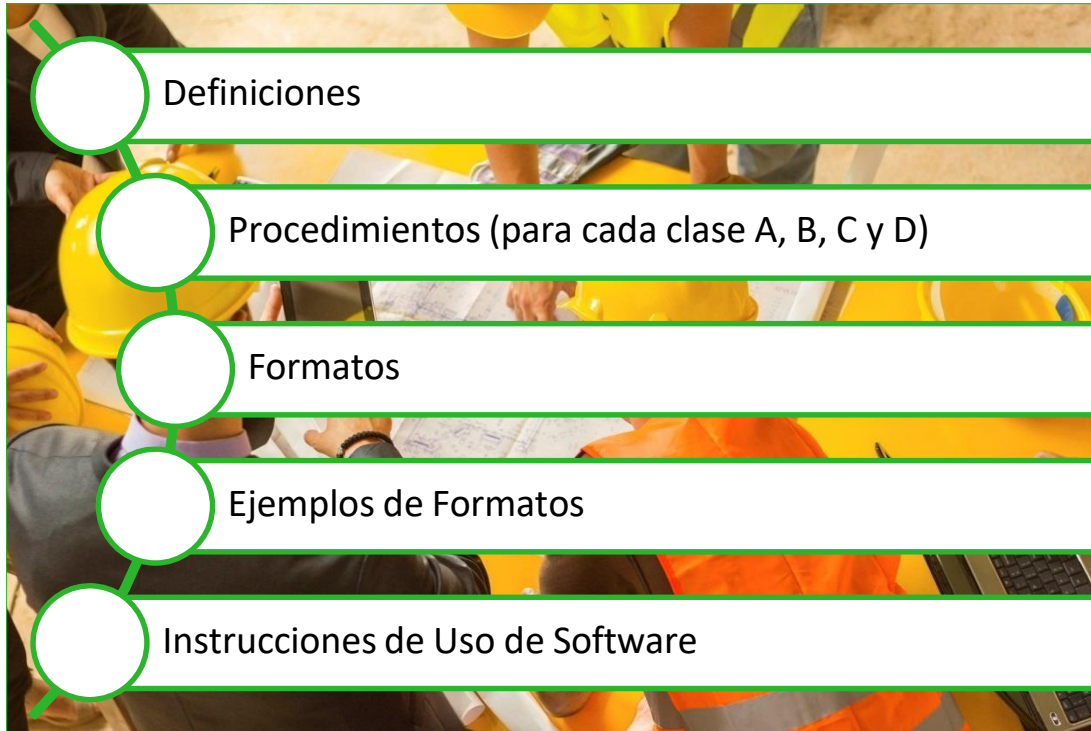 Definiciones
Procedimientos (para cada clase A, B, C y D)
Formatos
Ejemplos de Formatos
Instrucciones de Uso de Software